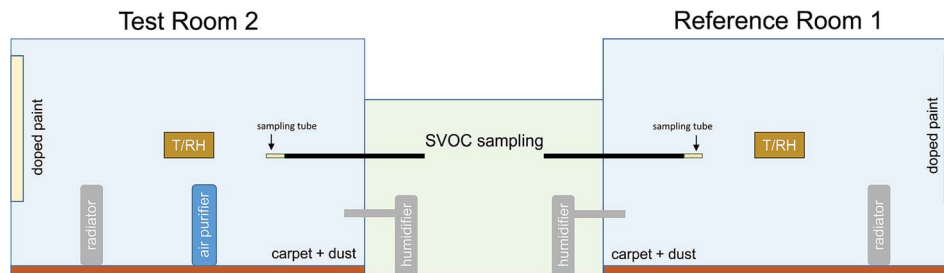 Test Room 2
Reference Room 1
doped paint
T/RH
sampling tube
SVOC sampling
sampling tube
T/RH
doped paint
radiator
air purifier
carpet + dust
humidifier
humidifier
carpet + dust
radiator